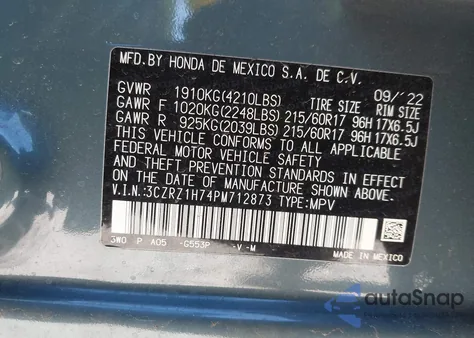 MFD. BY HONDA DE MEXICO S.A. DE C.V.
09/'22
GVWR 1910KG(4210LBS) TIRE SIZE RIM SIZE
GAWR F 1020KG(2248LBS) 215/60R17 96H 17X6.5J
GAWR R 925KG(2039LBS) 215/60R17 96H 17X6.5J
THIS VEHICLE CONFORMS TO ALL APPLICABLE
FEDERAL MOTOR VEHICLE SAFETY
AND THEFT PREVENTION STANDARDS IN EFFECT
ON THE DATE OF MANUFACTURE SHOWN ABOVE.
V.I.N.:3CZRZ1H74PM712873 TYPE:MPV
3W0 P A05 -G553P -V-M
MADE IN MEXICO
autoSnap